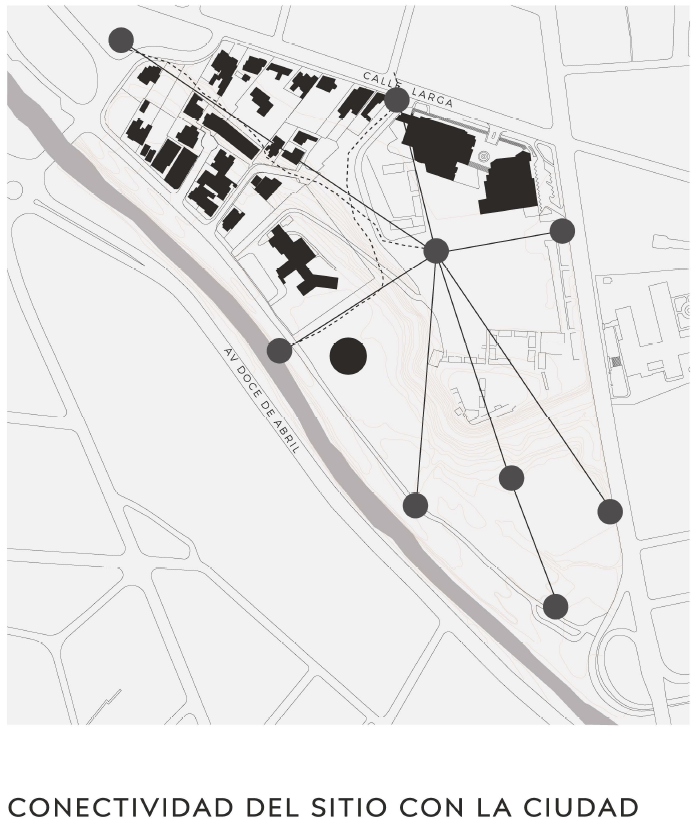 CALLE LARGA
AV DOCE DE ABRIL
CONECTIVIDAD DEL SITIO CON LA CIUDAD